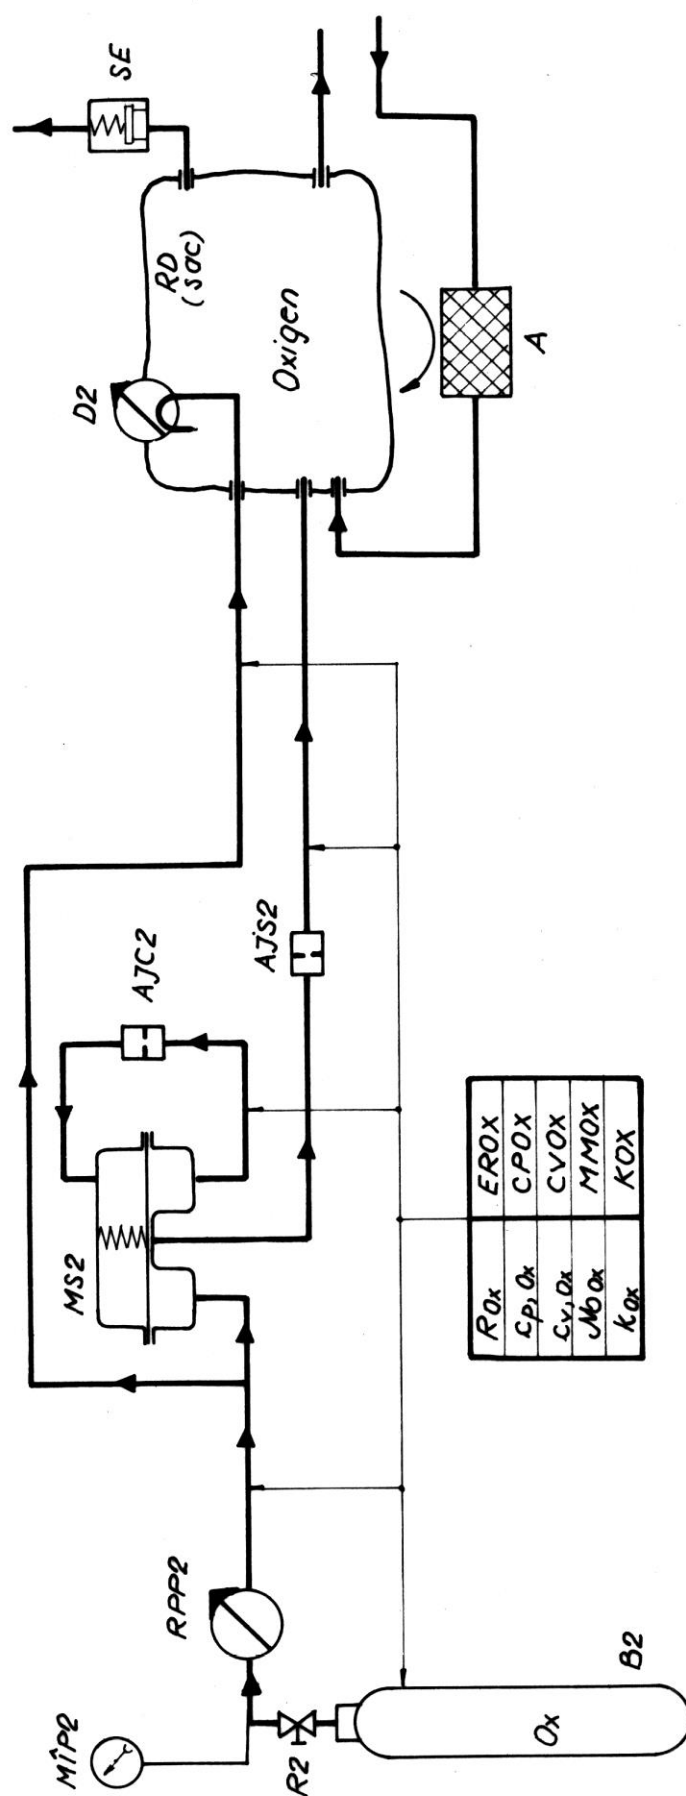 MÎP2
RPP2
R2
Ox
B2
MS2
AJC2
AJS2
D2
RD
(sac)
Oxigen
SE
A
ROx EROX
cp,Ox CPOX
cv,Ox CVOX
MMOX
kOx KOX